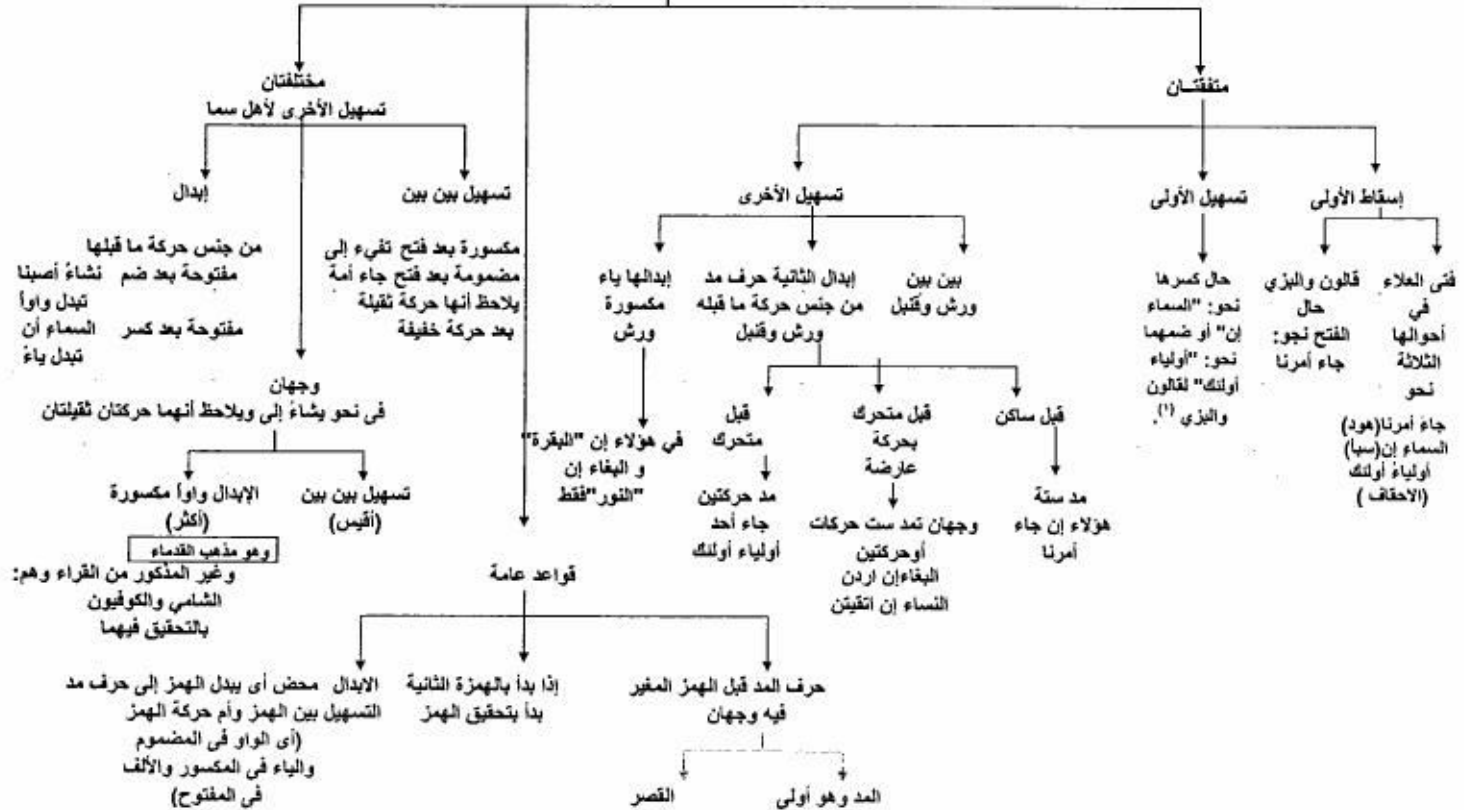 متفقتــان
إسقاط الأولى
فتى العلاء
في
أحوالها
الثلاثة
نحو
جاءَ أمرنا(هود)
السماء إن(سبأ)
أولياءُ أولئك
(الاحقاف )
قالون والبزي
حال
الفتح نجو:
جاء أمرنا
تسهيل الأولى
حال كسرها
نحو: "السماء
إن" أو ضمهما
نحو: "أولياء
أولئك" لقالون
والبزي (١).
تسهيل الأخرى
بين بين
ورش وقنبل
إبدال الثانية حرف مد
من جنس حركة ما قبله
ورش وقنبل
قبل ساكن
مد ستة
هؤلاء إن جاء
أمرنا
قبل متحرك
بحركة
عارضة
وجهان تمد ست حركات
أوحركتين
البغاءإن اردن
النساء إن اتقيتن
قبل
متحرك
مد حركتين
جاء أحد
أولياء أولئك
إبدالها ياء
مكسورة
ورش
في هؤلاء إن "البقرة"
و البغاء إن
"النور"فقط
مختلفتان
تسهيل الأخرى لأهل سما
تسهيل بين بين
مكسورة بعد فتح تفيء إلى
مضمومة بعد فتح جاء أمة
يلاحظ أنها حركة ثقيلة
بعد حركة خفيفة
إبدال
من جنس حركة ما قبلها
مفتوحة بعد ضم نشاءُ أصبنا
تبدل واواً
مفتوحة بعد كسر السماء أن
تبدل ياءً
وجهان
فى نحو يشاءُ إلى ويلاحظ أنهما حركتان ثقيلتان
تسهيل بين بين
(أقيس)
الإبدال واواً مكسورة
(أكثر)
وهو مذهب القدماء
وغير المذكور من القراء وهم:
الشامي والكوفيون
بالتحقيق فيهما
قواعد عامة
حرف المد قبل الهمز المغير
فيه وجهان
المد وهو أولى
القصر
إذا بدأ بالهمزة الثانية
بدأ بتحقيق الهمز
الابدال محض أى يبدل الهمز إلى حرف مد
التسهيل بين الهمز وأم حركة الهمز
(أى الواو فى المضموم
والياء فى المكسور والألف
فى المفتوح)